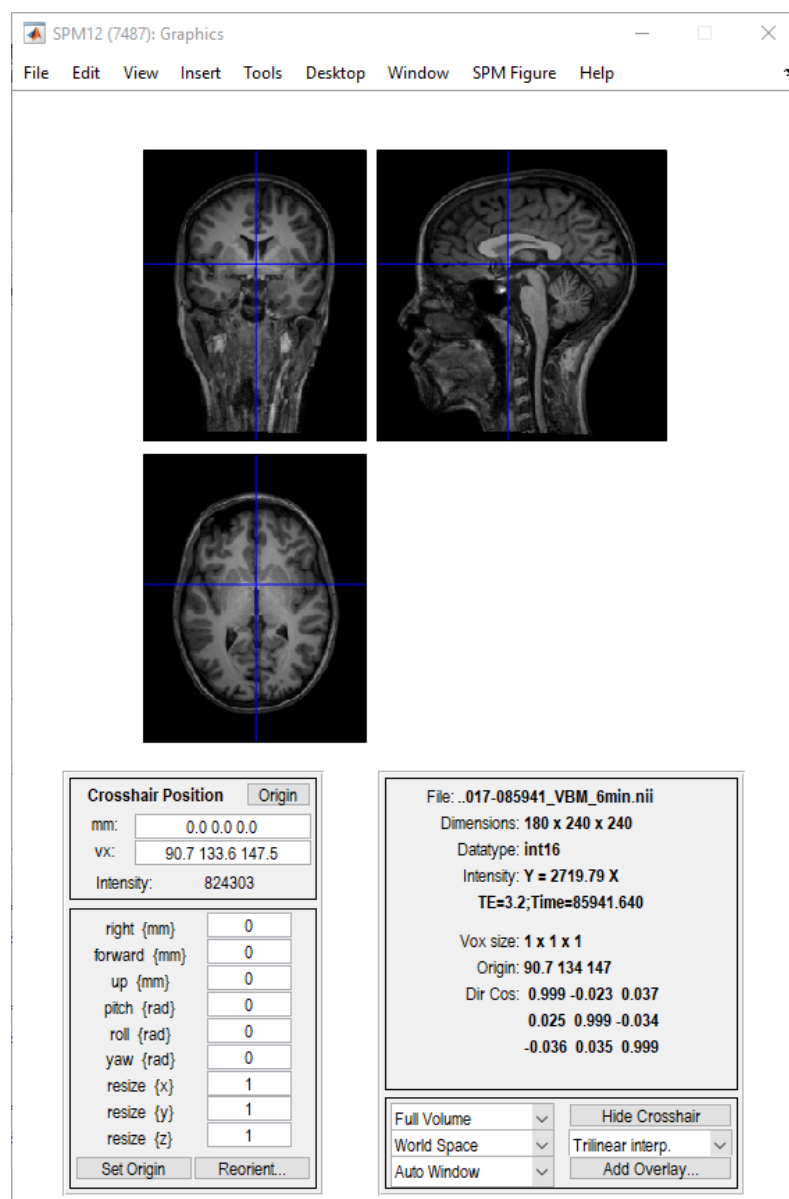 SPM12 (7487): Graphics
File Edit View Insert Tools Desktop Window SPM Figure Help
Crosshair Position Origin
mm: 0.0 0.0 0.0
vx: 90.7 133.6 147.5
Intensity: 824303
right {mm} 0
forward {mm} 0
up {mm} 0
pitch {rad} 0
roll {rad} 0
yaw {rad} 0
resize {x} 1
resize {y} 1
resize {z} 1
Set Origin Reorient...
File: ..017-085941_VBM_6min.nii
Dimensions: 180 x 240 x 240
Datatype: int16
Intensity: Y = 2719.79 X
TE=3.2;Time=85941.640
Vox size: 1 x 1 x 1
Origin: 90.7 134 147
Dir Cos: 0.999 -0.023 0.037
0.025 0.999 -0.034
-0.036 0.035 0.999
Full Volume Hide Crosshair
World Space Trilinear interp.
Auto Window Add Overlay...